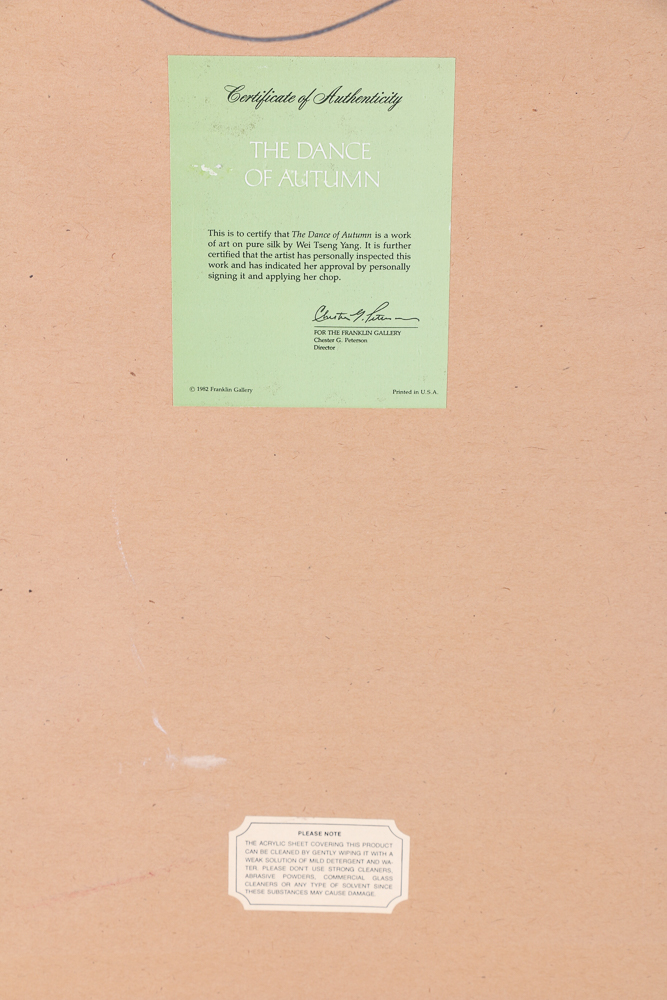 Certificate of Authenticity
THE DANCE
OF AUTUMN
This is to certify that The Dance of Autumn is a work
of art on pure silk by Wei Tseng Yang. It is further
certified that the artist has personally inspected this
work and has indicated her approval by personally
signing it and applying her chop.
Chester G. Peterson
FOR THE FRANKLIN GALLERY
Chester G. Peterson
Director
© 1982 Franklin Gallery
Printed in U.S.A.
PLEASE NOTE
THE ACRYLIC SHEET COVERING THIS PRODUCT
CAN BE CLEANED BY GENTLY WIPING IT WITH A
WEAK SOLUTION OF MILD DETERGENT AND WA-
TER. PLEASE DON'T USE STRONG CLEANERS,
ABRASIVE POWDERS, COMMERCIAL GLASS
CLEANERS OR ANY TYPE OF SOLVENT SINCE
THESE SUBSTANCES MAY CAUSE DAMAGE.